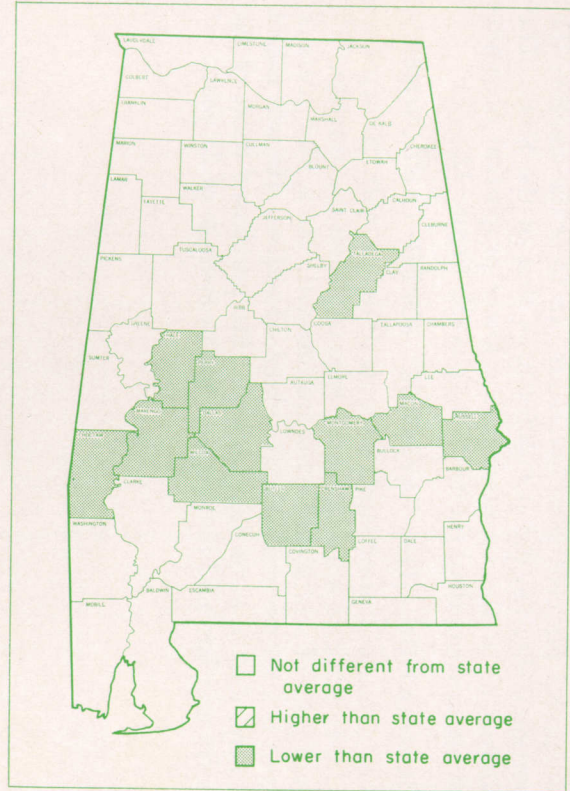 LAUDERDALE
LIMESTONE
MADISON
JACKSON
COLBERT
LAWRENCE
FRANKLIN
MORGAN
MARSHALL
DE KALB
CHEROKEE
MARION
WINSTON
CULLMAN
BLOUNT
ETOWAH
LAMAR
FAYETTE
WALKER
JEFFERSON
SAINT CLAIR
CALHOUN
CLEBURNE
TUSCALOOSA
TALLADEGA
PICKENS
SHELBY
CLAY
RANDOLPH
BIBB
GREENE
HALE
CHILTON
COOSA
TALLAPOOSA
CHAMBERS
SUMTER
PERRY
AUTAUGA
ELMORE
LEE
MARENGO
DALLAS
MACON
RUSSELL
CHOCTAW
LOWNDES
MONTGOMERY
BULLOCK
WILCOX
BARBOUR
CLARKE
BUTLER
CRENSHAW
PIKE
MONROE
WASHINGTON
CONECUH
COFFEE
DALE
HENRY
COVINGTON
HOUSTON
MOBILE
BALDWIN
ESCAMBIA
GENEVA
Not different from state
average
Higher than state average
Lower than state average